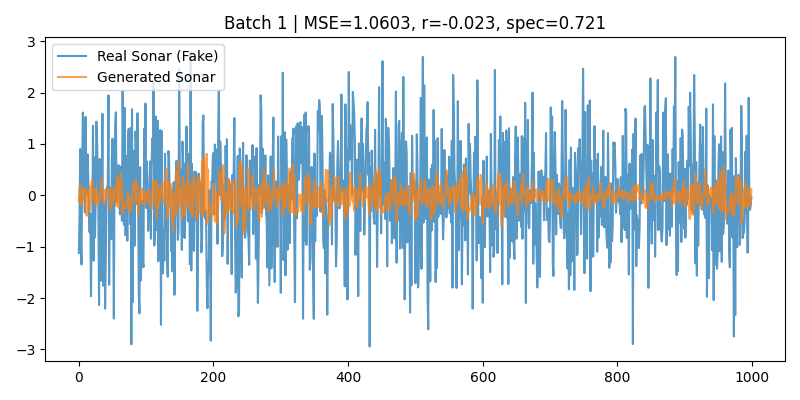 Batch 1 | MSE=1.0603, r=-0.023, spec=0.721
3
Real Sonar (Fake)
Generated Sonar
2
1
0
−1
−2
−3
0 200 400 600 800 1000